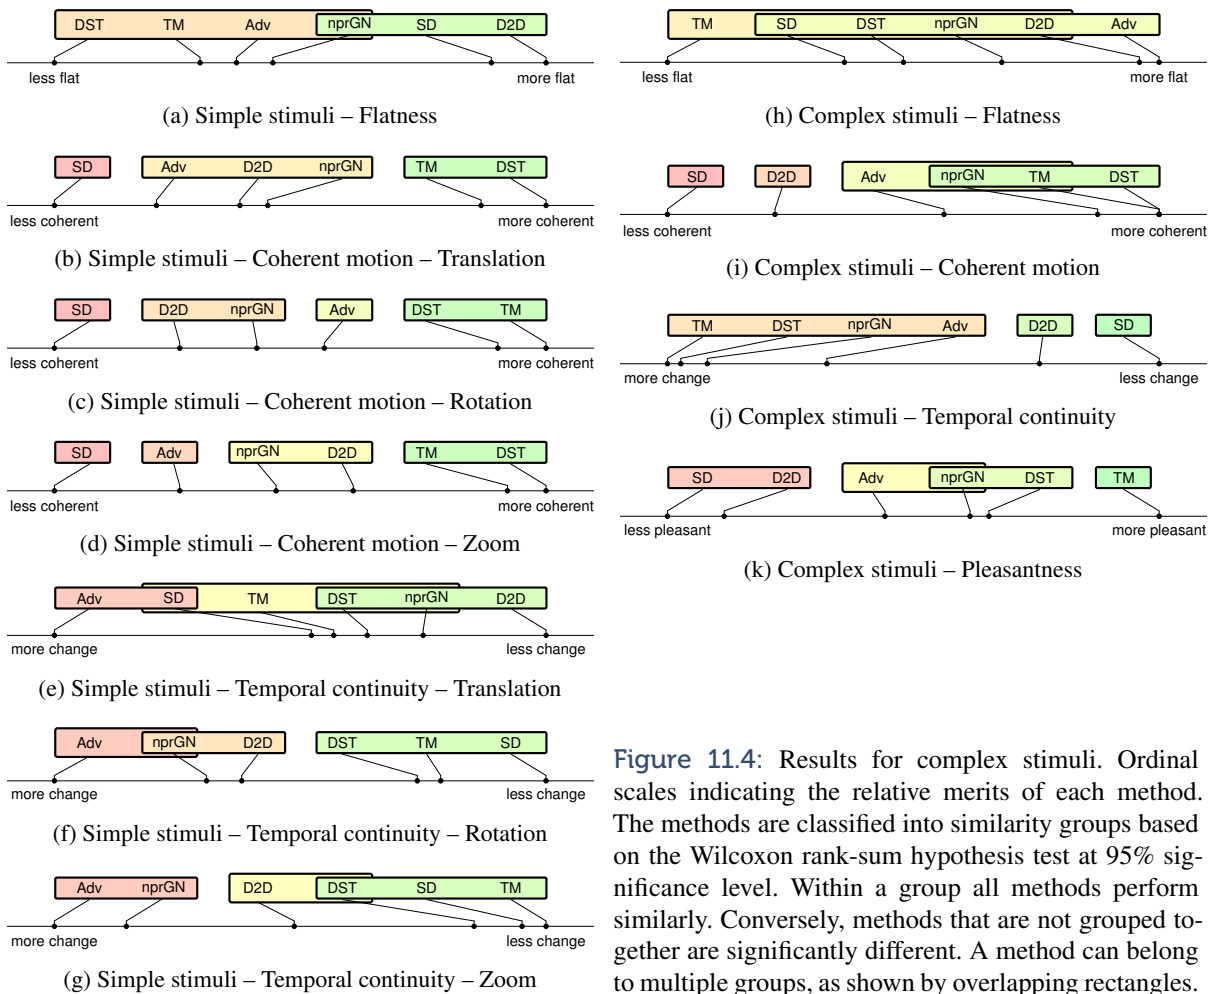 DST TM Adv nprGN SD D2D
less flat more flat
(a) Simple stimuli – Flatness
SD Adv D2D nprGN TM DST
less coherent more coherent
(b) Simple stimuli – Coherent motion – Translation
SD D2D nprGN Adv DST TM
less coherent more coherent
(c) Simple stimuli – Coherent motion – Rotation
SD Adv nprGN D2D TM DST
less coherent more coherent
(d) Simple stimuli – Coherent motion – Zoom
Adv SD TM DST nprGN D2D
more change less change
(e) Simple stimuli – Temporal continuity – Translation
Adv nprGN D2D DST TM SD
more change less change
(f) Simple stimuli – Temporal continuity – Rotation
Adv nprGN D2D DST SD TM
more change less change
(g) Simple stimuli – Temporal continuity – Zoom
TM SD DST nprGN D2D Adv
less flat more flat
(h) Complex stimuli – Flatness
SD D2D Adv nprGN TM DST
less coherent more coherent
(i) Complex stimuli – Coherent motion
TM DST nprGN Adv D2D SD
more change less change
(j) Complex stimuli – Temporal continuity
SD D2D Adv nprGN DST TM
less pleasant more pleasant
(k) Complex stimuli – Pleasantness
Figure 11.4: Results for complex stimuli. Ordinal
scales indicating the relative merits of each method.
The methods are classified into similarity groups based
on the Wilcoxon rank-sum hypothesis test at 95% sig-
nificance level. Within a group all methods perform
similarly. Conversely, methods that are not grouped to-
gether are significantly different. A method can belong
to multiple groups, as shown by overlapping rectangles.